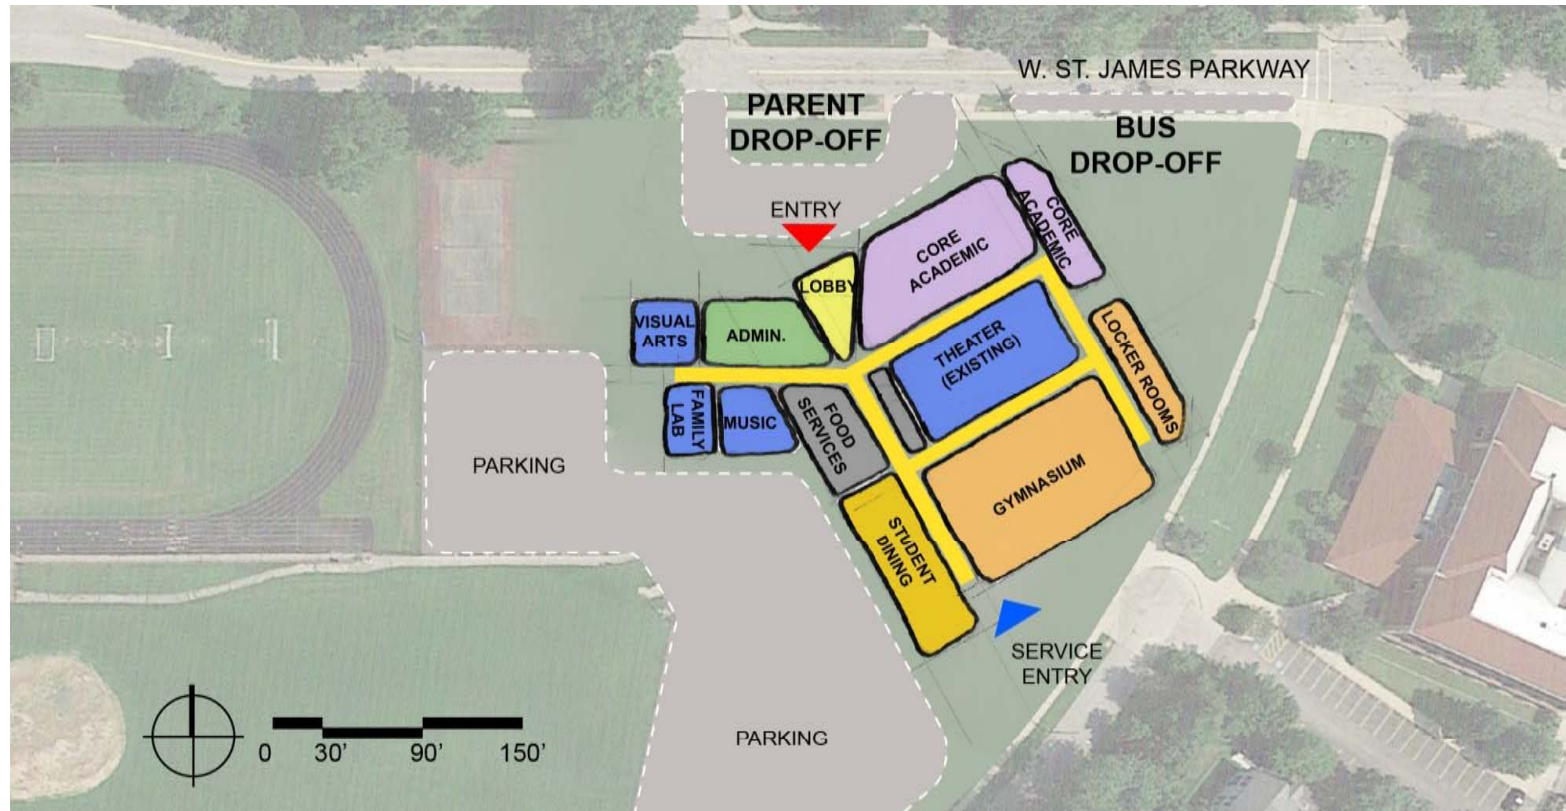 W. ST. JAMES PARKWAY
PARENT
DROP-OFF
BUS
DROP-OFF
ENTRY
CORE
ACADEMIC
CORE
ACADEMIC
LOBBY
VISUAL
ARTS
ADMIN.
THEATER
(EXISTING)
LOCKER ROOMS
FAMILY
LAB
MUSIC
FOOD
SERVICES
GYMNASIUM
PARKING
STUDENT
DINING
SERVICE
ENTRY
PARKING
0 30' 90' 150'